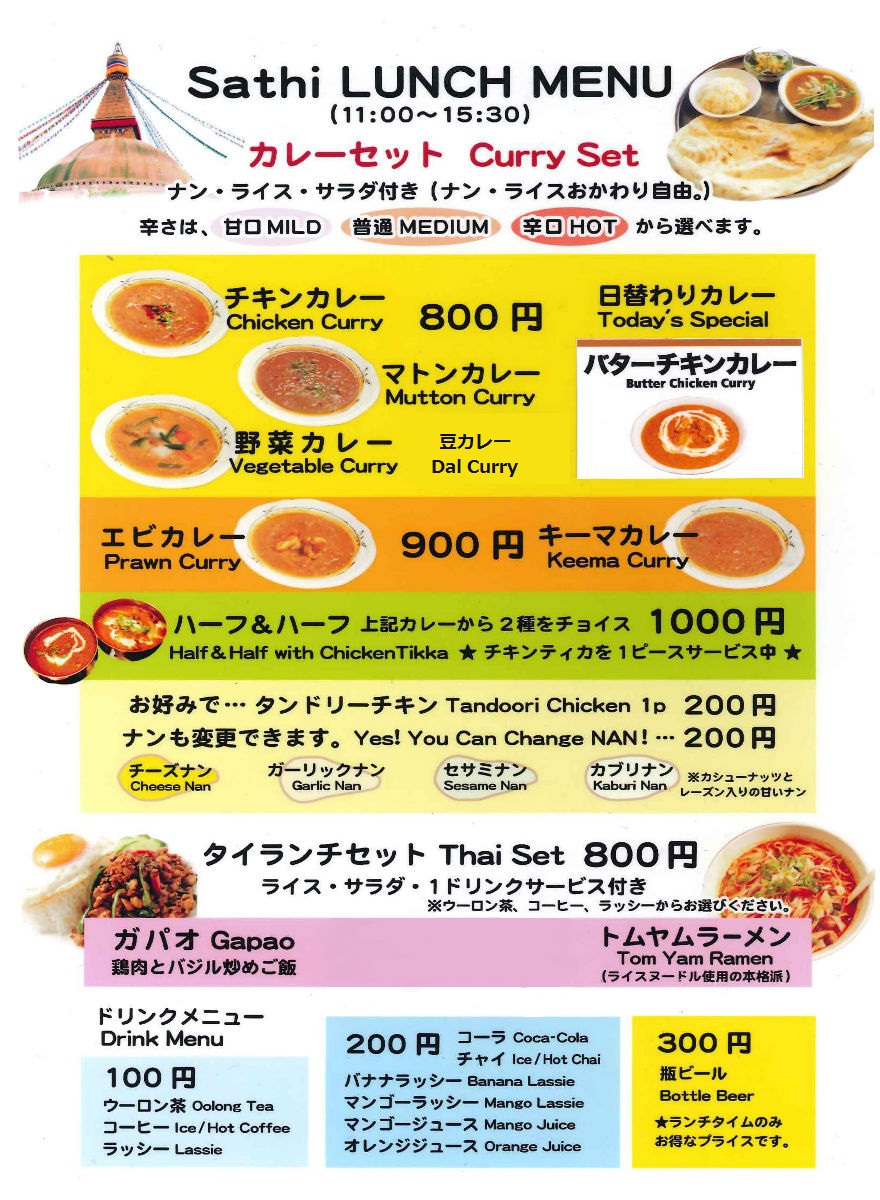 Sathi LUNCH MENU
(11:00～15:30)
カレーセット Curry Set
ナン・ライス・サラダ付き（ナン・ライスおかわり自由。）
辛さは、甘口 MILD 普通 MEDIUM 辛口 HOT から選べます。
チキンカレー
Chicken Curry
800 円
日替わりカレー
Today's Special
マトンカレー
Mutton Curry
バターチキンカレー
Butter Chicken Curry
野菜カレー
Vegetable Curry
豆カレー
Dal Curry
エビカレー
Prawn Curry
900 円
キーマカレー
Keema Curry
ハーフ＆ハーフ 上記カレーから２種をチョイス 1000 円
Half＆Half with ChickenTikka ★ チキンティカを１ピースサービス中 ★
お好みで… タンドリーチキン Tandoori Chicken 1p 200 円
ナンも変更できます。Yes! You Can Change NAN! … 200 円
チーズナン
Cheese Nan
ガーリックナン
Garlic Nan
セサミナン
Sesame Nan
カブリナン
Kaburi Nan
※カシューナッツと
レーズン入りの甘いナン
タイランチセット Thai Set 800 円
ライス・サラダ・１ドリンクサービス付き
※ウーロン茶、コーヒー、ラッシーからお選びください。
ガパオ Gapao
鶏肉とバジル炒めご飯
トムヤムラーメン
Tom Yam Ramen
（ライスヌードル使用の本格派）
ドリンクメニュー
Drink Menu
100 円
ウーロン茶 Oolong Tea
コーヒー Ice/Hot Coffee
ラッシー Lassie
200 円
コーラ Coca-Cola
チャイ Ice/Hot Chai
バナナラッシー Banana Lassie
マンゴーラッシー Mango Lassie
マンゴージュース Mango Juice
オレンジジュース Orange Juice
300 円
瓶ビール
Bottle Beer
★ランチタイムのみ
お得なプライスです。